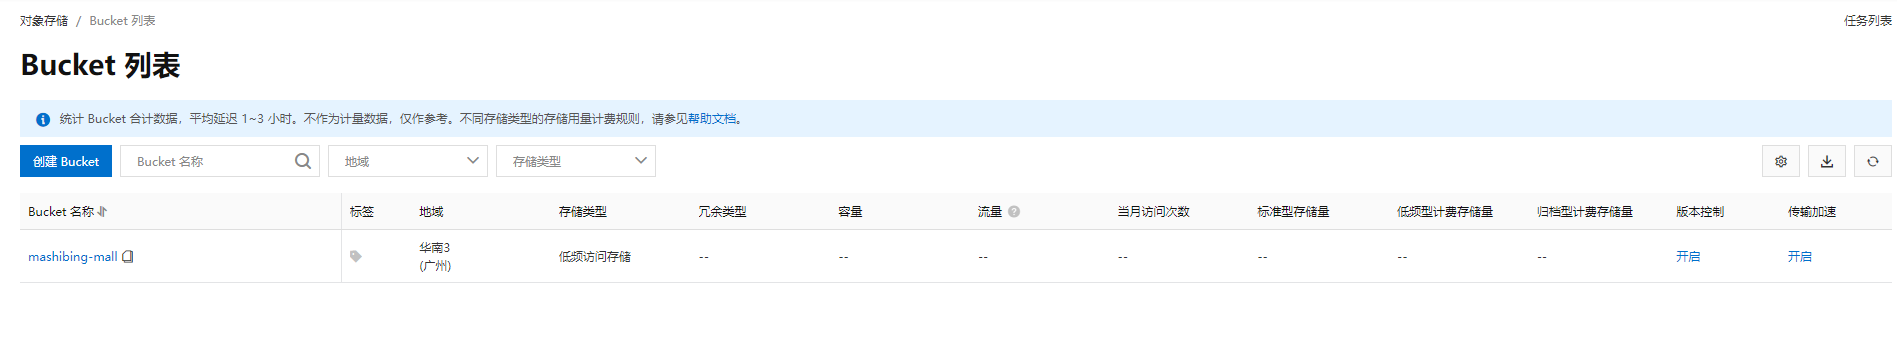 对象存储 / Bucket 列表 任务列表
Bucket 列表
统计 Bucket 合计数据，平均延迟 1~3 小时。不作为计量数据，仅作参考。不同存储类型的存储用量计费规则，请参见帮助文档。
创建 Bucket Bucket 名称 地域 存储类型
Bucket 名称 标签 地域 存储类型 冗余类型 容量 流量 当月访问次数 标准型存储量 低频型计费存储量 归档型计费存储量 版本控制 传输加速
mashibing-mall 华南3 低频访问存储 -- -- -- -- -- -- -- 开启 开启
(广州)